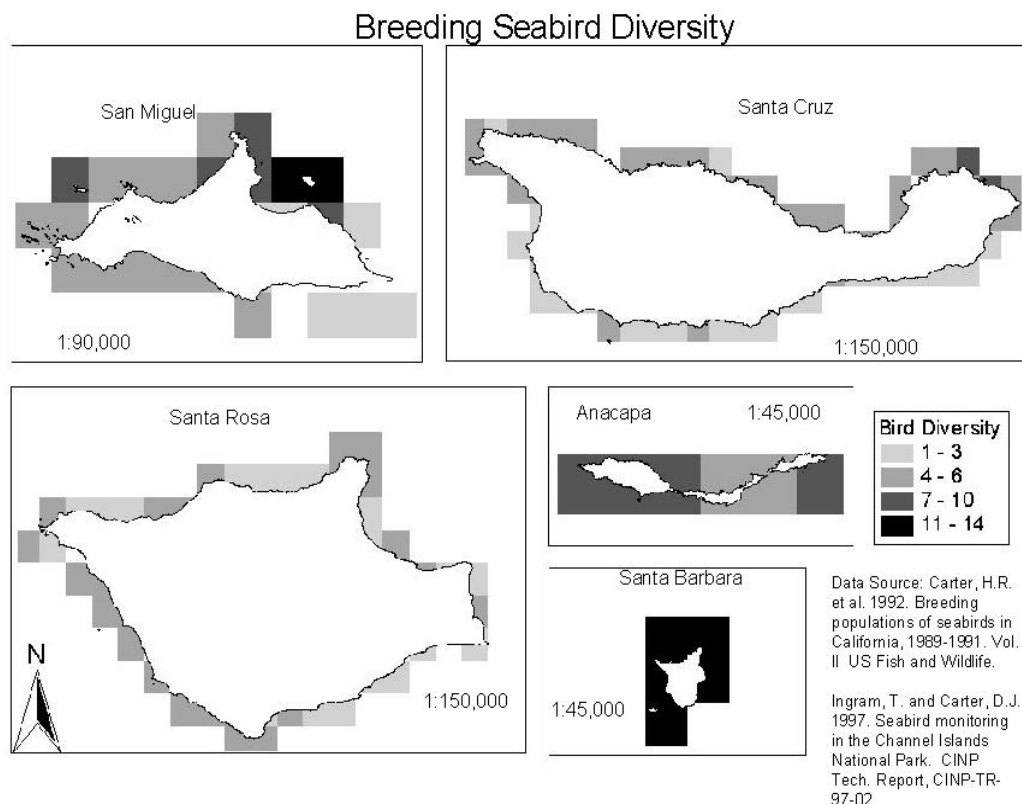 Breeding Seabird Diversity
San Miguel
1:90,000
Santa Cruz
1:150,000
Santa Rosa
1:150,000
N
Anacapa 1:45,000
Bird Diversity
1 - 3
4 - 6
7 - 10
11 - 14
Santa Barbara
1:45,000
Data Source: Carter, H.R.
et al. 1992. Breeding
populations of seabirds in
California, 1989-1991. Vol.
II US Fish and Wildlife.
Ingram, T. and Carter, D.J.
1997. Seabird monitoring
in the Channel Islands
National Park. CINP
Tech. Report, CINP-TR-
97-02